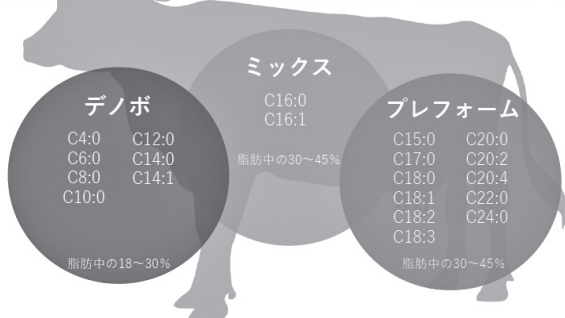 デノボ
C4:0 C12:0
C6:0 C14:0
C8:0 C14:1
C10:0
脂肪中の18〜30%
ミックス
C16:0
C16:1
脂肪中の30〜45%
プレフォーム
C15:0 C20:0
C17:0 C20:2
C18:0 C20:4
C18:1 C22:0
C18:2 C24:0
C18:3
脂肪中の30〜45%